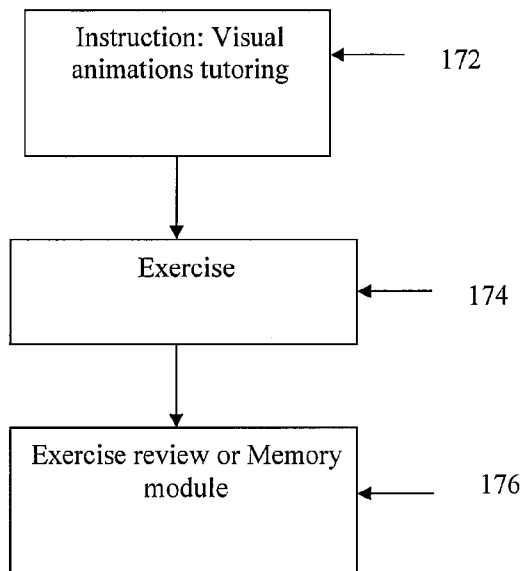 Instruction: Visual
animations tutoring
172
Exercise
174
Exercise review or Memory
module
176